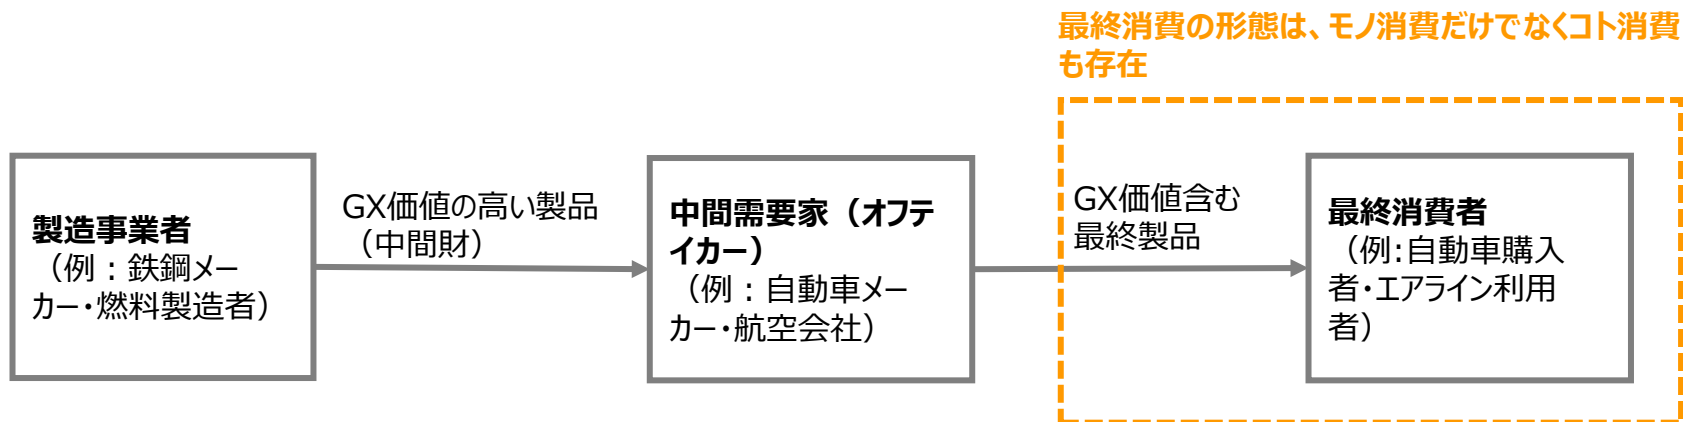 最終消費の形態は、モノ消費だけでなくコト消費
も存在
製造事業者
（例：鉄鋼メー
カー・燃料製造者）
GX価値の高い製品
（中間財）
中間需要家（オフテ
イカー）
（例：自動車メー
カー・航空会社）
GX価値含む
最終製品
最終消費者
（例:自動車購入
者・エアライン利用
者）